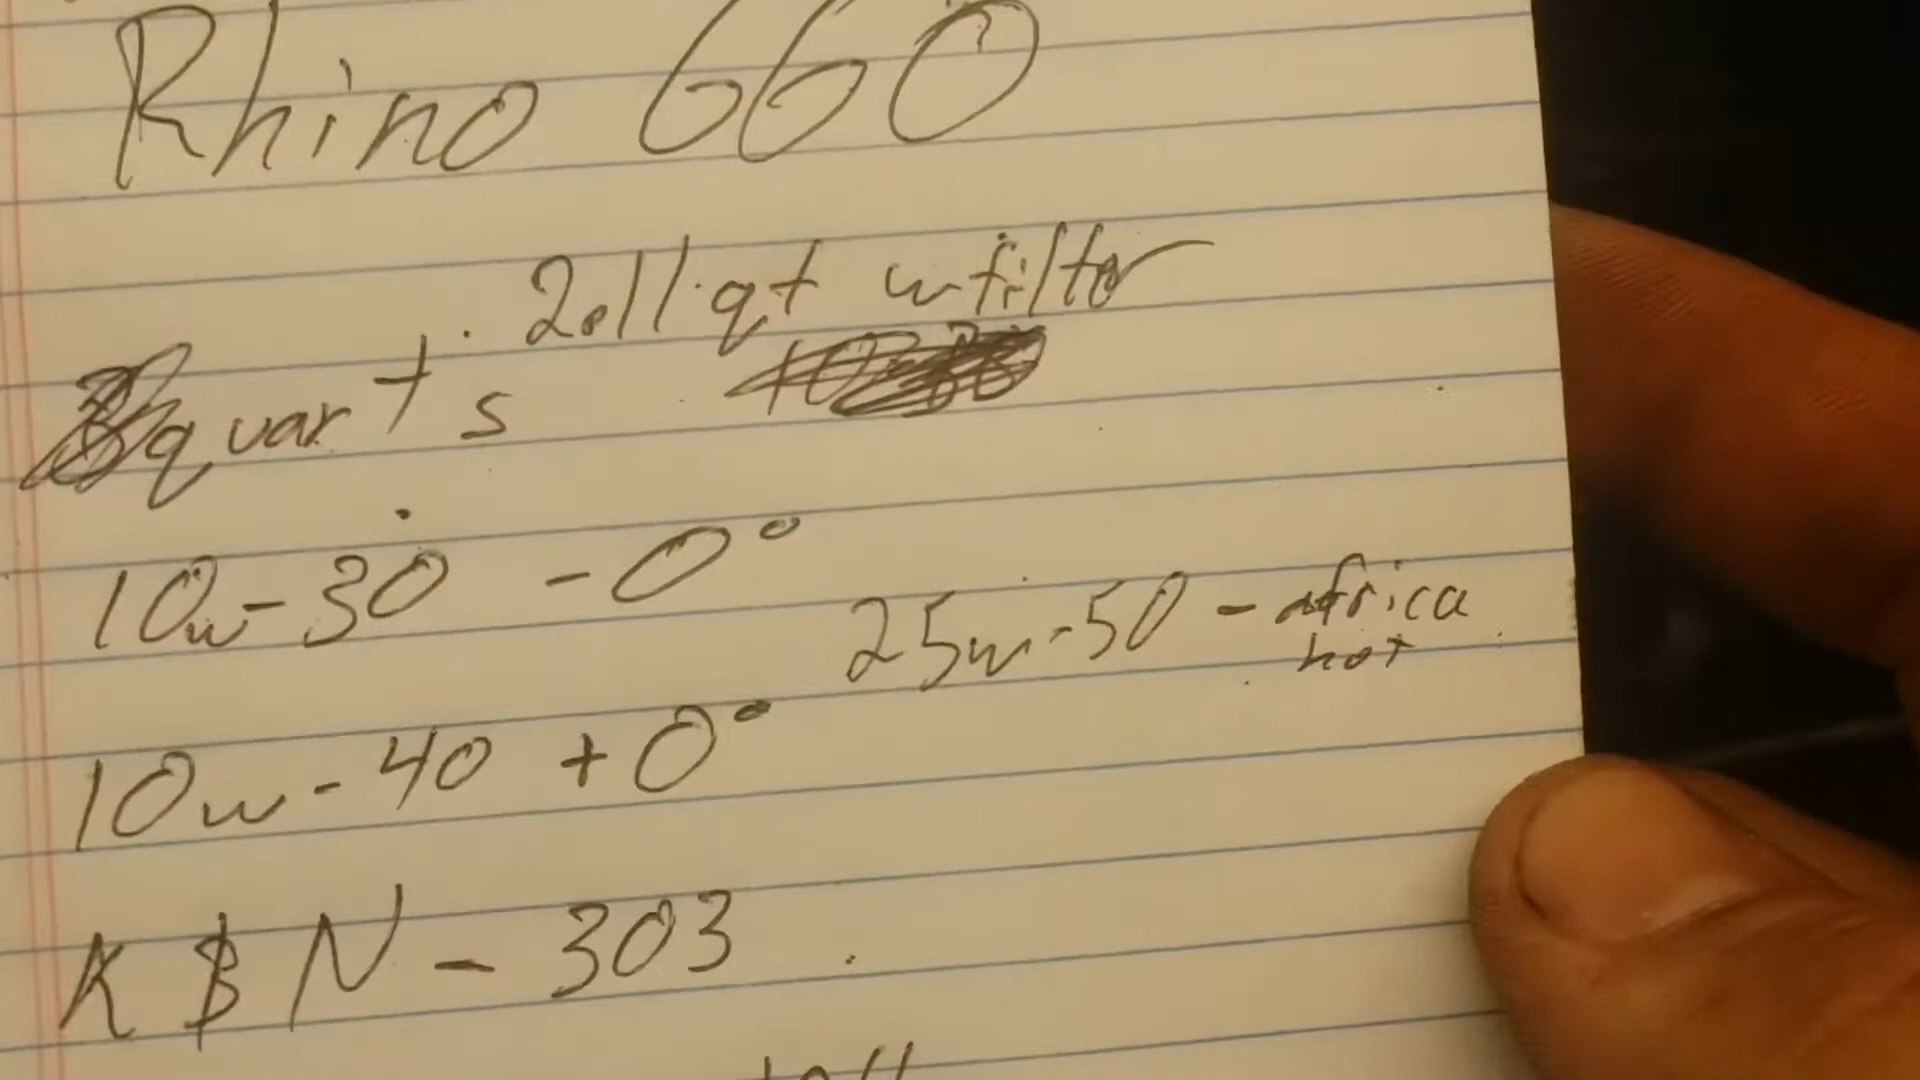 Rhino 660
2.11 qt w filter
quarts
10w-30 -0°
25w-50 - africa
hot
10w-40 +0°
K $ N - 303